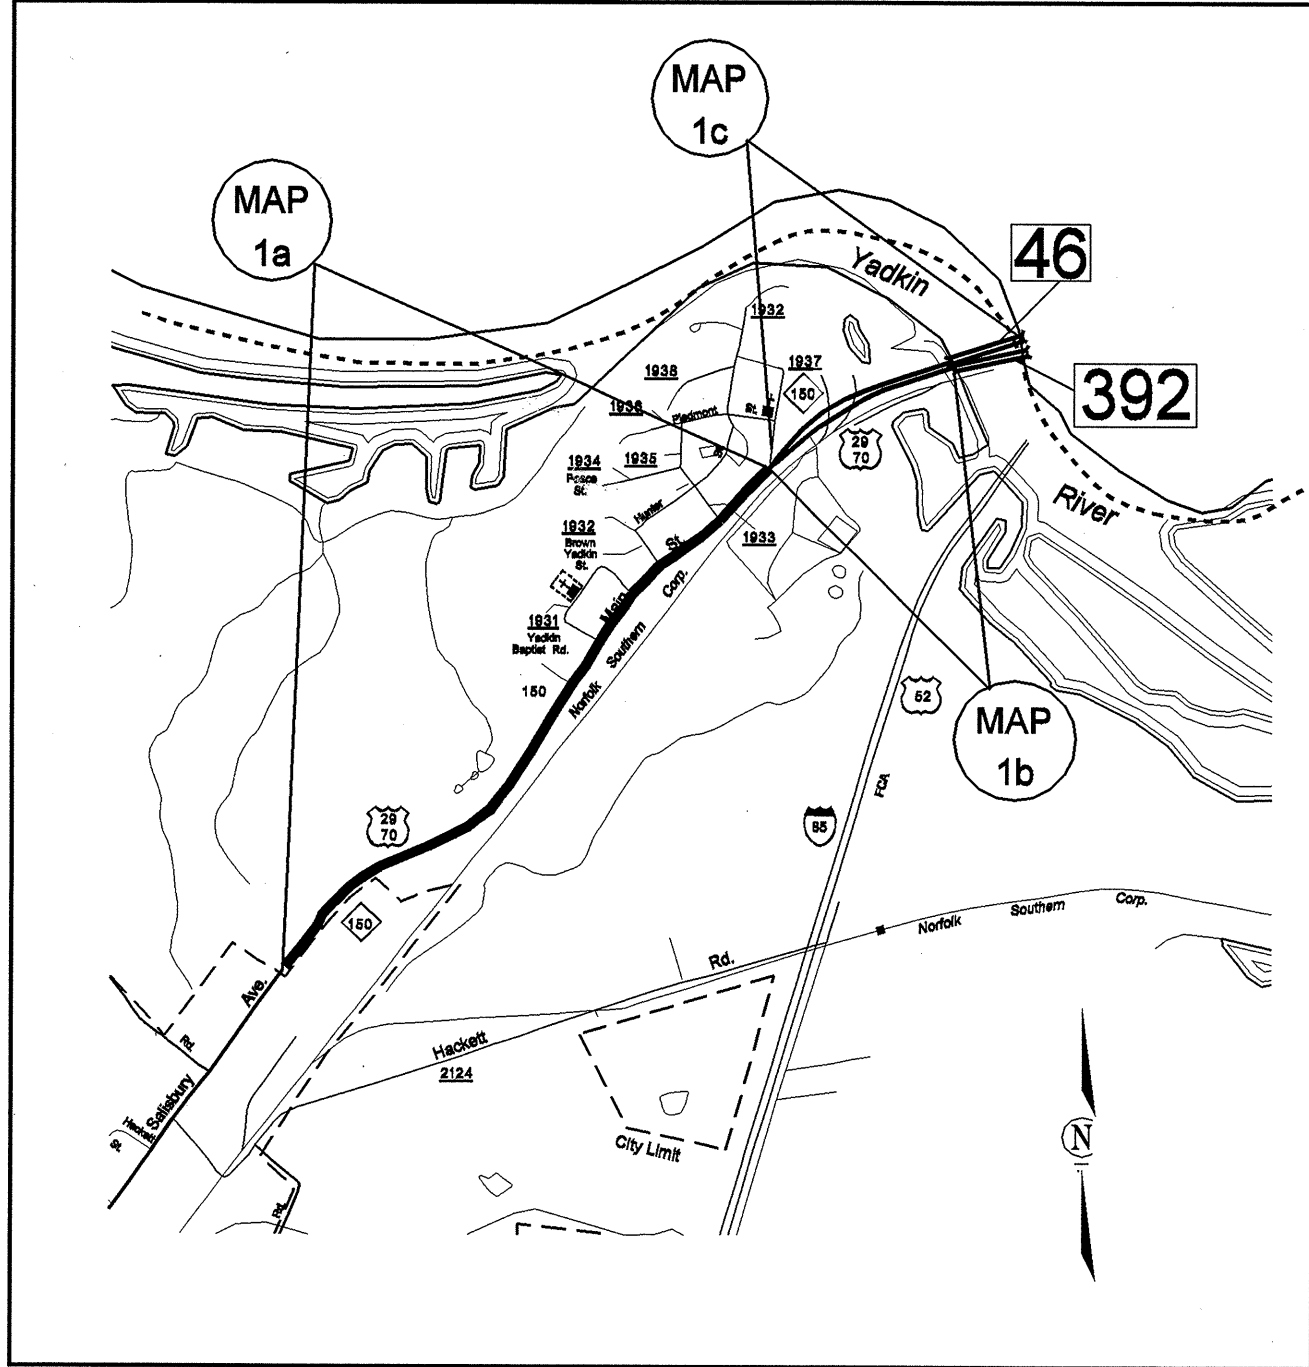 MAP
1c
MAP
1a
46
Yadkin
1932
1937
392
1938
150
1936
Piedmont
St.
29
70
1934
1935
St.
River
Hunter
1932
Brown
Yadkin
St.
St.
1933
Corp.
Main
1931
Yadkin
Baptist Rd.
Southern
150
Norfolk
52
MAP
1b
FCA
29
70
85
150
Norfolk
Southern
Corp.
Rd.
Ave.
Rd.
Hackett
2124
Salisbury
Hackett
St.
City Limit
N
Rd.